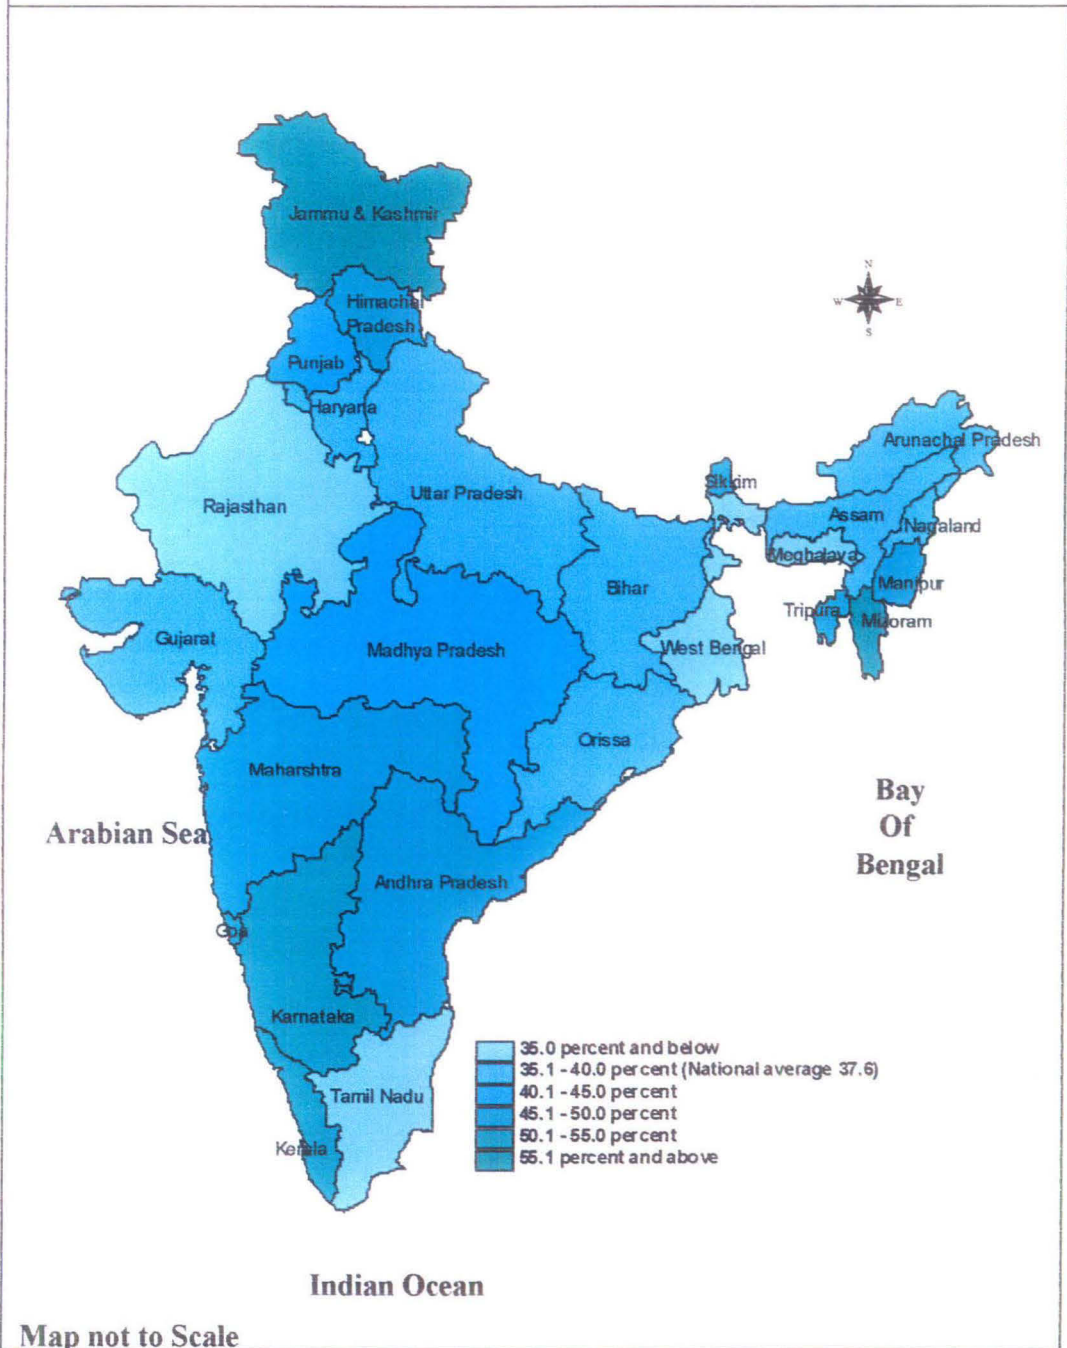 Jammu & Kashmir
N
W E
S
Himachal
Pradesh
Punjab
Haryana
Arunachal Pradesh
Sikkim
Rajasthan
Uttar Pradesh
Assam
Nagaland
Meghalaya
Manipur
Bihar
Tripura
Mizoram
Gujarat
Madhya Pradesh
West Bengal
Orissa
Maharshtra
Bay
Of
Bengal
Arabian Sea
Andhra Pradesh
Goa
Karnataka
35.0 percent and below
35.1 - 40.0 percent (National average 37.6)
40.1 - 45.0 percent
45.1 - 50.0 percent
50.1 - 55.0 percent
55.1 percent and above
Tamil Nadu
Kerala
Indian Ocean
Map not to Scale